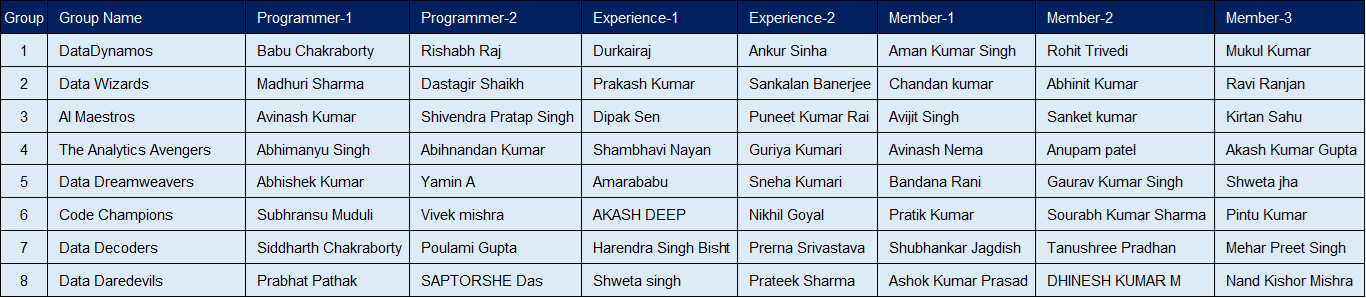 Group Group Name Programmer-1 Programmer-2 Experience-1 Experience-2 Member-1 Member-2 Member-3
1 DataDynamos Babu Chakraborty Rishabh Raj Durkairaj Ankur Sinha Aman Kumar Singh Rohit Trivedi Mukul Kumar
2 Data Wizards Madhuri Sharma Dastagir Shaikh Prakash Kumar Sankalan Banerjee Chandan kumar Abhinit Kumar Ravi Ranjan
3 AI Maestros Avinash Kumar Shivendra Pratap Singh Dipak Sen Puneet Kumar Rai Avijit Singh Sanket kumar Kirtan Sahu
4 The Analytics Avengers Abhimanyu Singh Abihnandan Kumar Shambhavi Nayan Guriya Kumari Avinash Nema Anupam patel Akash Kumar Gupta
5 Data Dreamweavers Abhishek Kumar Yamin A Amarababu Sneha Kumari Bandana Rani Gaurav Kumar Singh Shweta jha
6 Code Champions Subhransu Muduli Vivek mishra AKASH DEEP Nikhil Goyal Pratik Kumar Sourabh Kumar Sharma Pintu Kumar
7 Data Decoders Siddharth Chakraborty Poulami Gupta Harendra Singh Bisht Prerna Srivastava Shubhankar Jagdish Tanushree Pradhan Mehar Preet Singh
8 Data Daredevils Prabhat Pathak SAPTORSHE Das Shweta singh Prateek Sharma Ashok Kumar Prasad DHINESH KUMAR M Nand Kishor Mishra